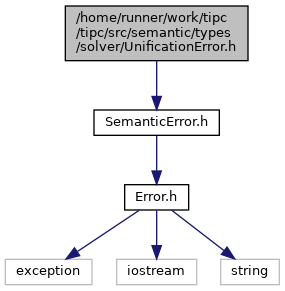 /home/runner/work/tipc
/tipc/src/semantic/types
/solver/UnificationError.h
SemanticError.h
Error.h
exception
iostream
string